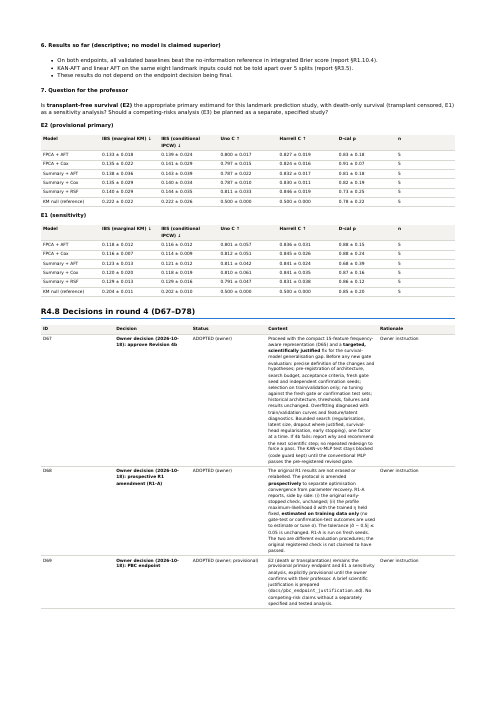 6. Results so far (descriptive; no model is claimed superior)
• On both endpoints, all validated baselines beat the no-information reference in integrated Brier score (report §R1.10.4).
• KAN-AFT and linear AFT on the same eight landmark inputs could not be told apart over 5 splits (report §R3.5).
• These results do not depend on the endpoint decision being final.
7. Question for the professor
Is transplant-free survival (E2) the appropriate primary estimand for this landmark prediction study, with death-only survival (transplant censored, E1)
as a sensitivity analysis? Should a competing-risks analysis (E3) be planned as a separate, specified study?
E2 (provisional primary)
Model IBS (marginal KM) ↓ IBS (conditional IPCW) ↓ Uno C ↑ Harrell C ↑ D-cal p n
FPCA + AFT 0.133 ± 0.018 0.139 ± 0.024 0.800 ± 0.017 0.827 ± 0.019 0.83 ± 0.18 5
FPCA + Cox 0.135 ± 0.022 0.141 ± 0.029 0.797 ± 0.015 0.824 ± 0.016 0.91 ± 0.07 5
Summary + AFT 0.138 ± 0.036 0.143 ± 0.039 0.787 ± 0.022 0.832 ± 0.017 0.81 ± 0.18 5
Summary + Cox 0.135 ± 0.029 0.140 ± 0.034 0.787 ± 0.010 0.830 ± 0.011 0.82 ± 0.19 5
Summary + RSF 0.140 ± 0.029 0.144 ± 0.035 0.811 ± 0.033 0.846 ± 0.019 0.73 ± 0.25 5
KM null (reference) 0.222 ± 0.022 0.222 ± 0.026 0.500 ± 0.000 0.500 ± 0.000 0.78 ± 0.22 5
E1 (sensitivity)
Model IBS (marginal KM) ↓ IBS (conditional IPCW) ↓ Uno C ↑ Harrell C ↑ D-cal p n
FPCA + AFT 0.118 ± 0.012 0.116 ± 0.012 0.801 ± 0.057 0.836 ± 0.031 0.88 ± 0.15 5
FPCA + Cox 0.116 ± 0.007 0.114 ± 0.009 0.812 ± 0.051 0.845 ± 0.026 0.88 ± 0.24 5
Summary + AFT 0.123 ± 0.013 0.121 ± 0.012 0.811 ± 0.042 0.841 ± 0.024 0.68 ± 0.39 5
Summary + Cox 0.120 ± 0.020 0.118 ± 0.019 0.810 ± 0.061 0.841 ± 0.035 0.87 ± 0.16 5
Summary + RSF 0.129 ± 0.013 0.129 ± 0.016 0.791 ± 0.047 0.831 ± 0.038 0.86 ± 0.12 5
KM null (reference) 0.204 ± 0.011 0.202 ± 0.010 0.500 ± 0.000 0.500 ± 0.000 0.85 ± 0.20 5
R4.8 Decisions in round 4 (D67–D78)
ID Decision Status Content Rationale
D67 Owner decision (2026-10-18): approve Revision 4b ADOPTED (owner) Proceed with the compact 15-feature frequency-aware representation (D65) and a targeted, scientifically justified fix for the survival-model generalisation gap. Before any new gate evaluation: precise definition of the changes and hypotheses; pre-registration of architecture, search budget, acceptance criteria, fresh gate seed and independent confirmation seeds; selection on train/validation only; no tuning against the fresh gate or confirmation test sets; historical architecture, thresholds, failures and results unchanged. Overfitting diagnosed with train/validation curves and feature/latent diagnostics. Bounded search (regularisation, latent size, dropout where justified, survival-head regularisation, early stopping); one factor at a time. If 4b fails: report why and recommend the next scientific step; no repeated redesign to force a pass. The KAN-vs-MLP test stays blocked (code guard kept) until the conventional MLP passes the pre-registered revised gate. Owner instruction
D68 Owner decision (2026-10-18): prospective R1 amendment (R1-A) ADOPTED (owner) The original R1 results are not erased or relabelled. The protocol is amended prospectively to separate optimisation convergence from parameter recovery. R1-A reports, side by side: (i) the original early-stopped check, unchanged; (ii) the profile maximum-likelihood σ̂ with the trained η held fixed, estimated on training data only (no gate-test or confirmation-test outcomes are used to estimate or tune σ). The tolerance |σ̂ − 0.5| ≤ 0.05 is unchanged. R1-A is run on fresh seeds. The two are different evaluation procedures; the original registered check is not claimed to have passed. Owner instruction
D69 Owner decision (2026-10-18): PBC endpoint ADOPTED (owner; provisional) E2 (death or transplantation) remains the provisional primary endpoint and E1 a sensitivity analysis, explicitly provisional until the owner confirms with their professor. A brief scientific justification is prepared (docs/pbc_endpoint_justification.md). No competing-risk claims without a separately specified and tested analysis. Owner instruction